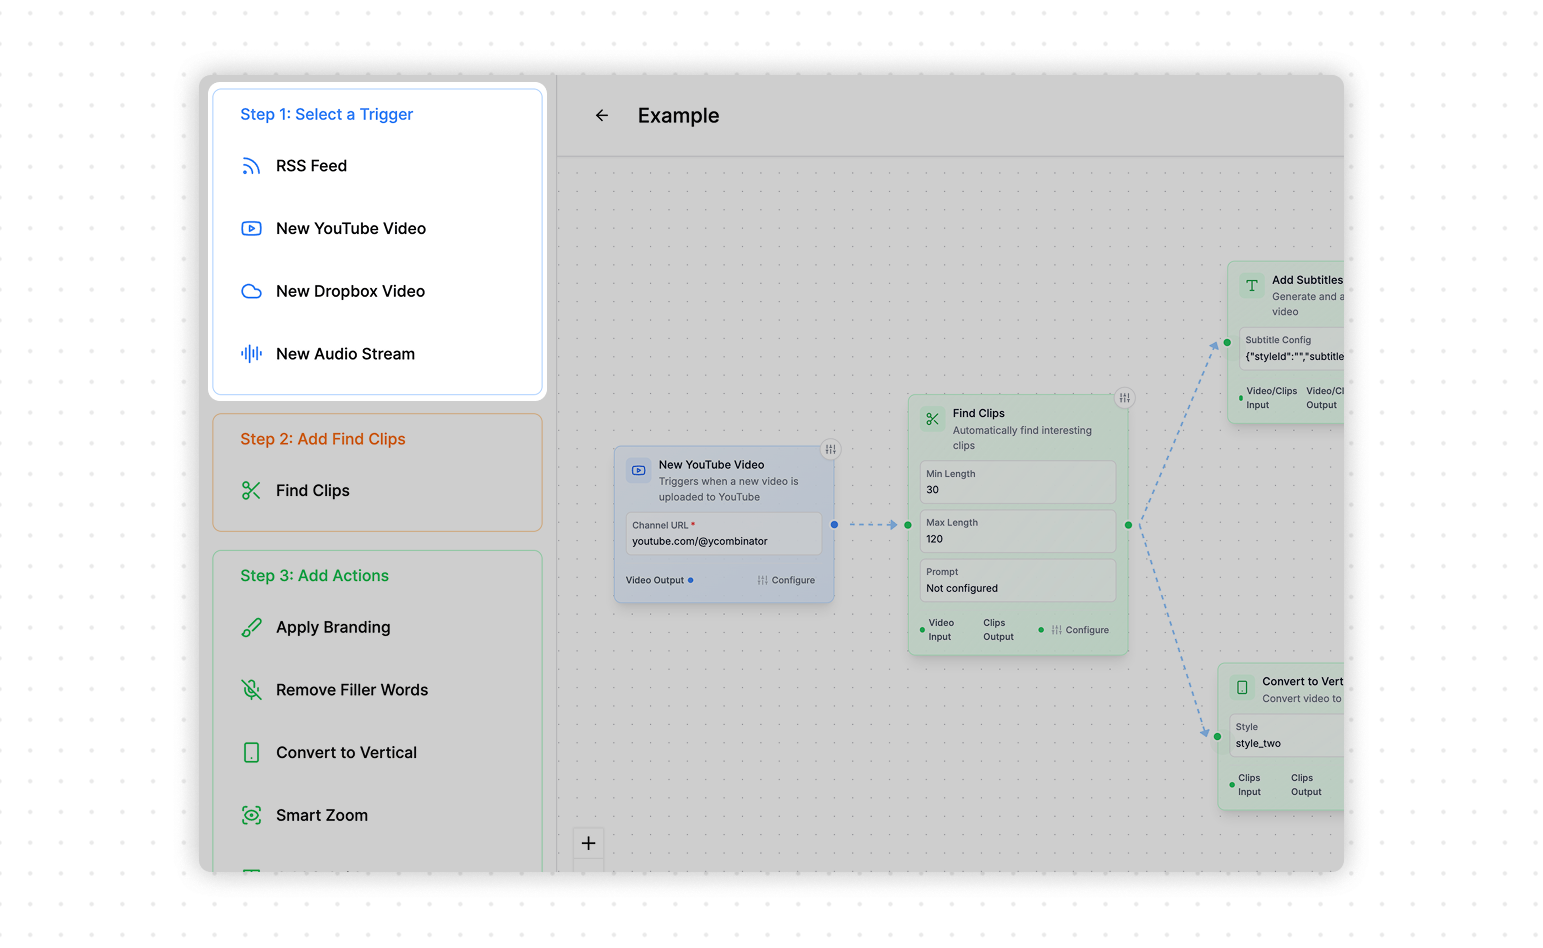 Step 1: Select a Trigger
RSS Feed
New YouTube Video
New Dropbox Video
New Audio Stream
Step 2: Add Find Clips
Find Clips
Step 3: Add Actions
Apply Branding
Remove Filler Words
Convert to Vertical
Smart Zoom
Example
New YouTube Video
Triggers when a new video is
uploaded to YouTube
Channel URL *
youtube.com/@ycombinator
Video Output
Configure
Find Clips
Automatically find interesting
clips
Min Length
30
Max Length
120
Prompt
Not configured
Video
Input
Clips
Output
Configure
Add Subtitles
Generate and a
video
Subtitle Config
{"styleId":"","subtitle
Video/Clips
Input
Video/Cl
Output
Convert to Vert
Convert video to
Style
style_two
Clips
Input
Clips
Output